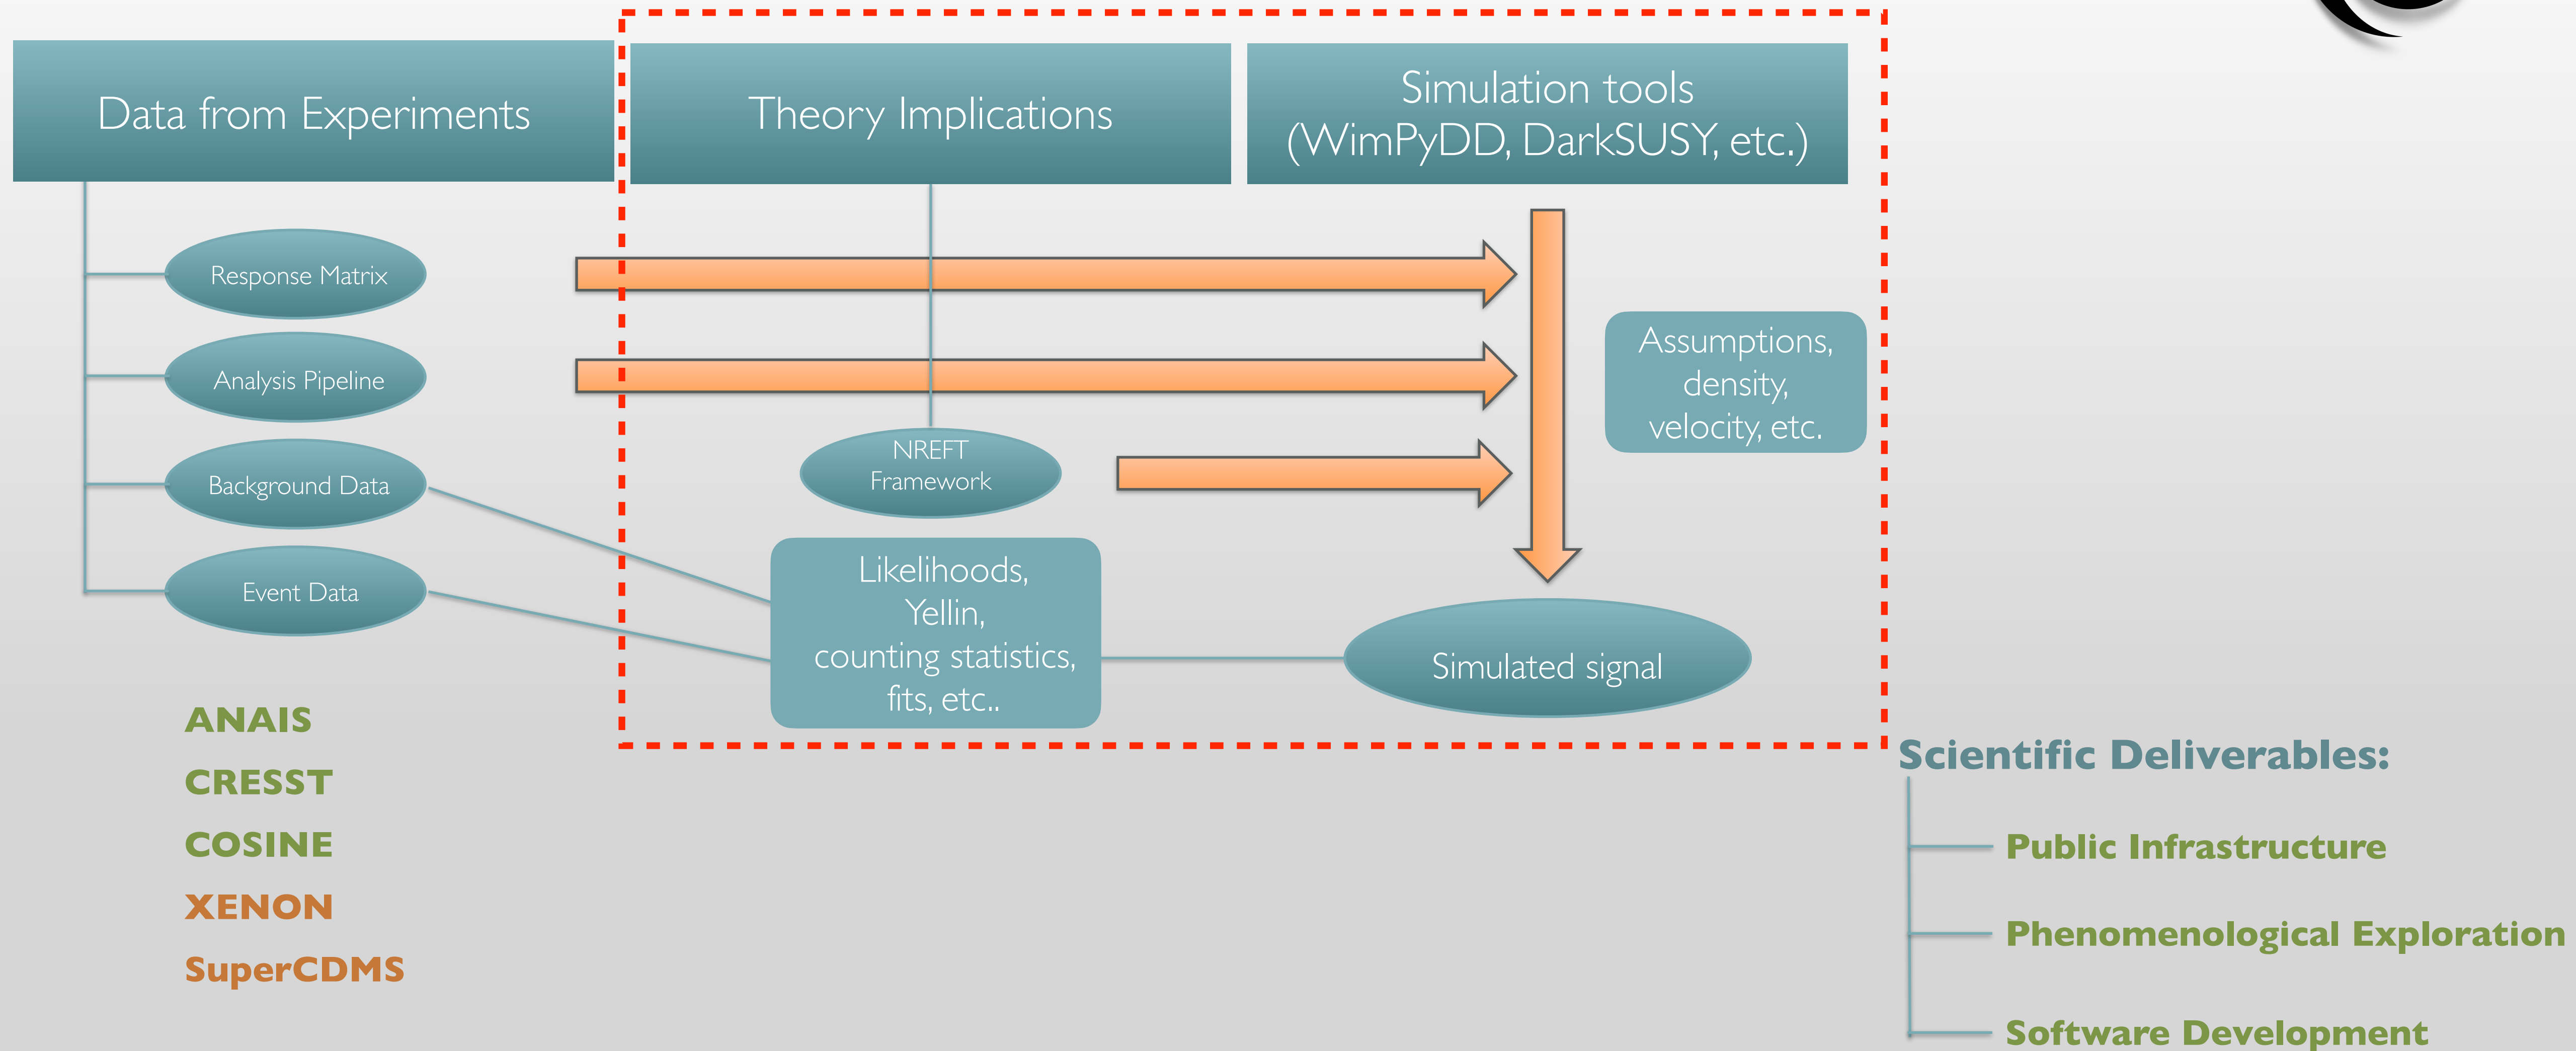 Data from Experiments
Theory Implications
Simulation tools
(WimPyDD, DarkSUSY, etc.)
Response Matrix
Analysis Pipeline
Background Data
Event Data
NREFT
Framework
Assumptions,
density,
velocity, etc.
Likelihoods,
Yellin,
counting statistics,
fits, etc..
Simulated signal
ANAIS
CRESST
COSINE
XENON
SuperCDMS
Scientific Deliverables:
Public Infrastructure
Phenomenological Exploration
Software Development